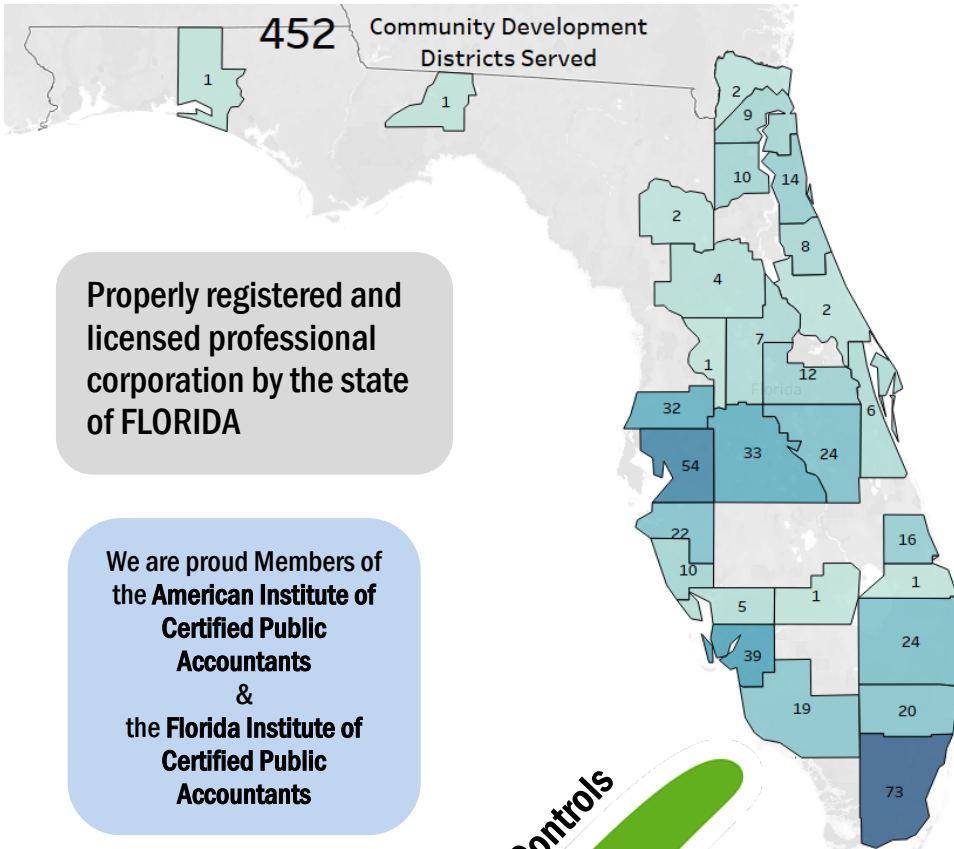 452
Community Development
Districts Served
1
1
2
9
10
14
2
8
4
2
7
1
12
6
32
54
33
24
22
10
16
1
5
1
24
39
19
20
73
Florida
Properly registered and
licensed professional
corporation by the state
of FLORIDA
We are proud Members of
the American Institute of
Certified Public
Accountants
&
the Florida Institute of
Certified Public
Accountants
Controls